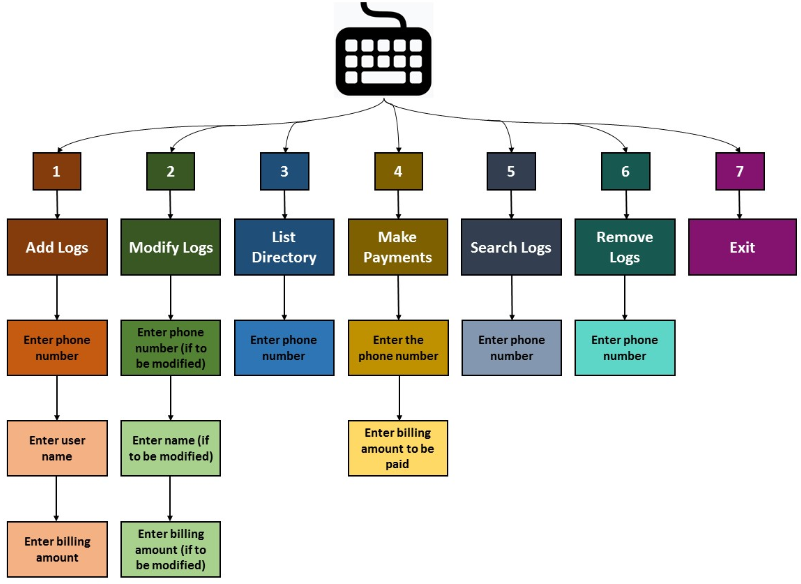 1
2
3
4
5
6
7
Add Logs
Modify Logs
List
Directory
Make
Payments
Search Logs
Remove
Logs
Exit
Enter phone
number
Enter phone
number (if to
be modified)
Enter phone
number
Enter the
phone number
Enter phone
number
Enter phone
number
Enter user
name
Enter name (if
to be modified)
Enter billing
amount to be
paid
Enter billing
amount
Enter billing
amount (if to
be modified)